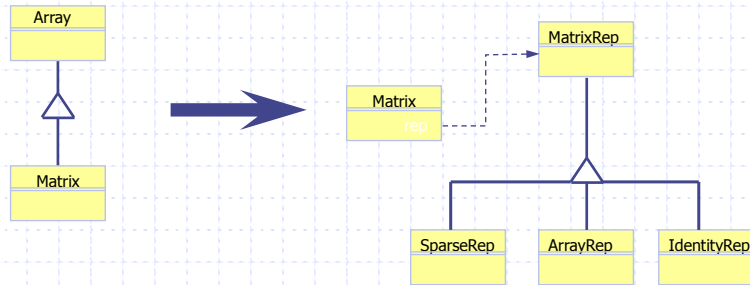 Array
MatrixRep
Matrix
rep
Matrix
SparseRep
ArrayRep
IdentityRep